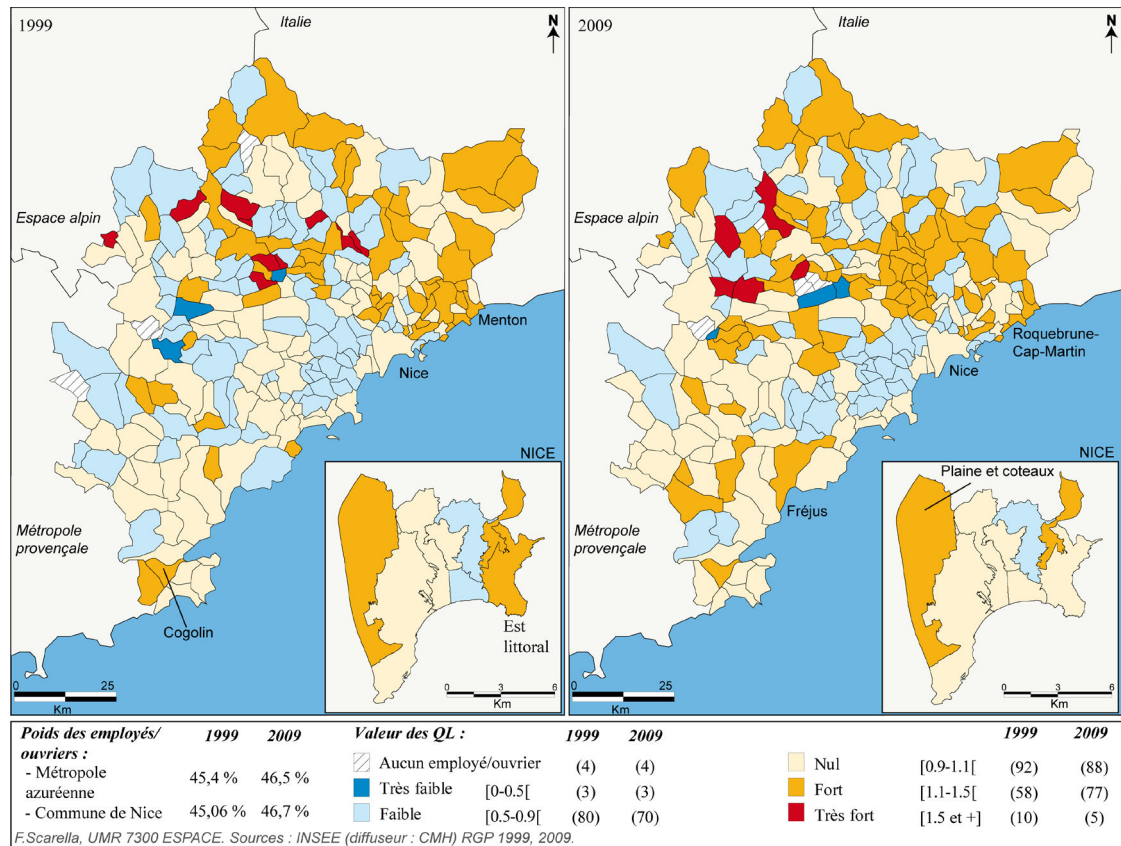 1999
Italie
N
Espace alpin
Menton
Nice
Métropole
provençale
Cogolin
NICE
Est
littoral
0 25
Km
0 3 6
Km
2009
Italie
N
Espace alpin
Roquebrune-
Cap-Martin
Nice
Fréjus
Métropole
provençale
NICE
Plaine et coteaux
0 25
Km
0 3 6
Km
Poids des employés/ 1999 2009
ouvriers :
- Métropole 45,4 % 46,5 %
azuréenne
- Commune de Nice 45,06 % 46,7 %
Valeur des QL : 1999 2009
Aucun employé/ouvrier (4) (4)
Très faible [0-0.5[ (3) (3)
Faible [0.5-0.9[ (80) (70)
1999 2009
Nul [0.9-1.1[ (92) (88)
Fort [1.1-1.5[ (58) (77)
Très fort [1.5 et +] (10) (5)
F.Scarella, UMR 7300 ESPACE. Sources : INSEE (diffuseur : CMH) RGP 1999, 2009.